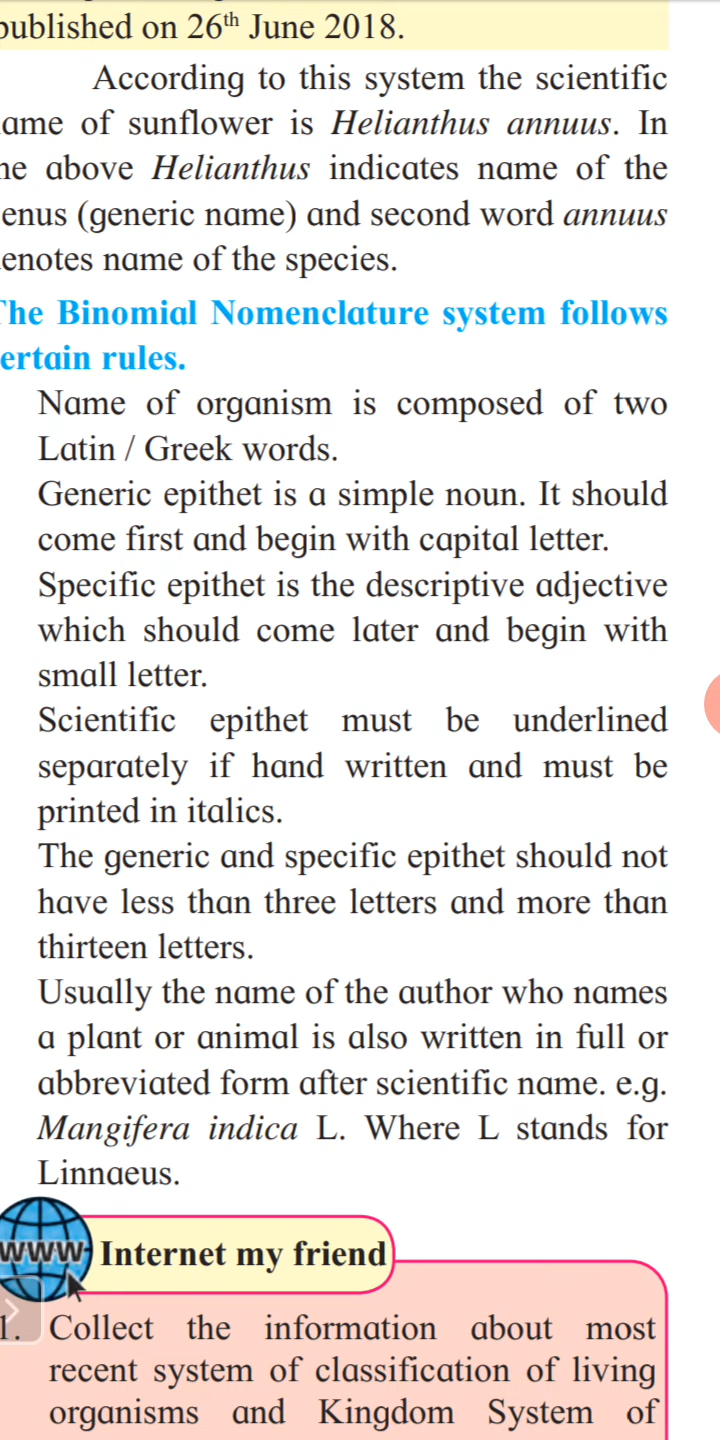 published on 26th June 2018.
According to this system the scientific
ame of sunflower is Helianthus annuus. In
he above Helianthus indicates name of the
enus (generic name) and second word annuus
enotes name of the species.
The Binomial Nomenclature system follows
ertain rules.
Name of organism is composed of two
Latin / Greek words.
Generic epithet is a simple noun. It should
come first and begin with capital letter.
Specific epithet is the descriptive adjective
which should come later and begin with
small letter.
Scientific epithet must be underlined
separately if hand written and must be
printed in italics.
The generic and specific epithet should not
have less than three letters and more than
thirteen letters.
Usually the name of the author who names
a plant or animal is also written in full or
abbreviated form after scientific name. e.g.
Mangifera indica L. Where L stands for
Linnaeus.
www Internet my friend
1. Collect the information about most
recent system of classification of living
organisms and Kingdom System of